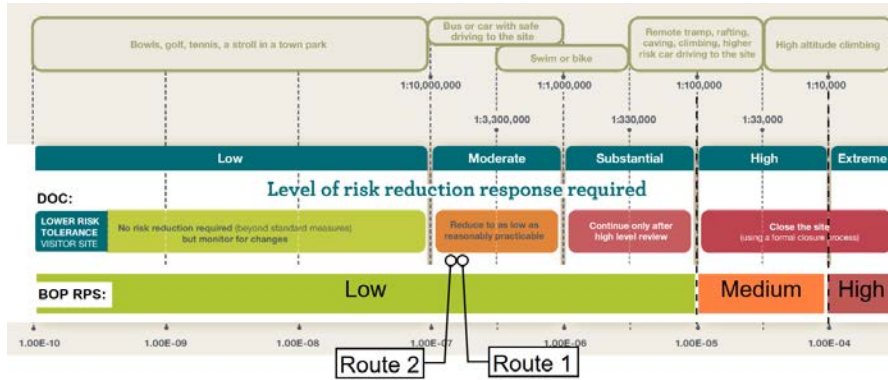 Bowls, golf, tennis, a stroll in a town park
Bus or car with safe
driving to the site
Swim or bike
Remote tramp, rafting,
caving, climbing, higher
risk car driving to the site
High altitude climbing
1:10,000,000
1:1,000,000
1:100,000
1:10,000
1:3,300,000
1:330,000
1:33,000
Low
Moderate
Substantial
High
Extreme
Level of risk reduction response required
DOC:
LOWER RISK
TOLERANCE
VISITOR SITE
No risk reduction required (beyond standard measures)
but monitor for changes
Reduce to as low as
reasonably practicable
Continue only after
high level review
Close the site
(using a formal closure process)
BOP RPS:
Low
Medium
High
1.00E-10
1.00E-09
1.00E-08
1.00E-07
1.00E-06
1.00E-05
1.00E-04
Route 2
Route 1